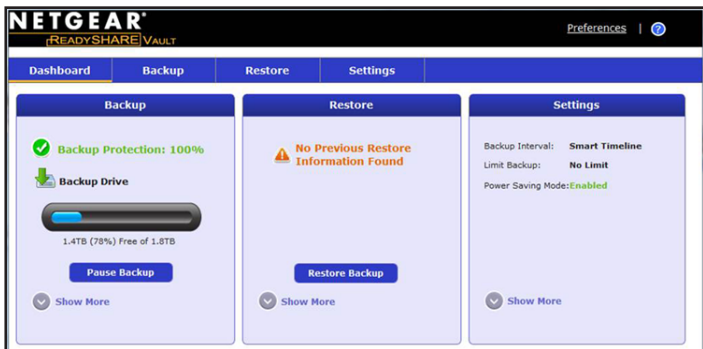 NETGEAR®
READYSHARE VAULT
Preferences | ?
Dashboard Backup Restore Settings
Backup
Backup Protection: 100%
Backup Drive
1.4TB (78%) Free of 1.8TB
Pause Backup
Show More
Restore
No Previous Restore
Information Found
Restore Backup
Show More
Settings
Backup Interval: Smart Timeline
Limit Backup: No Limit
Power Saving Mode:Enabled
Show More